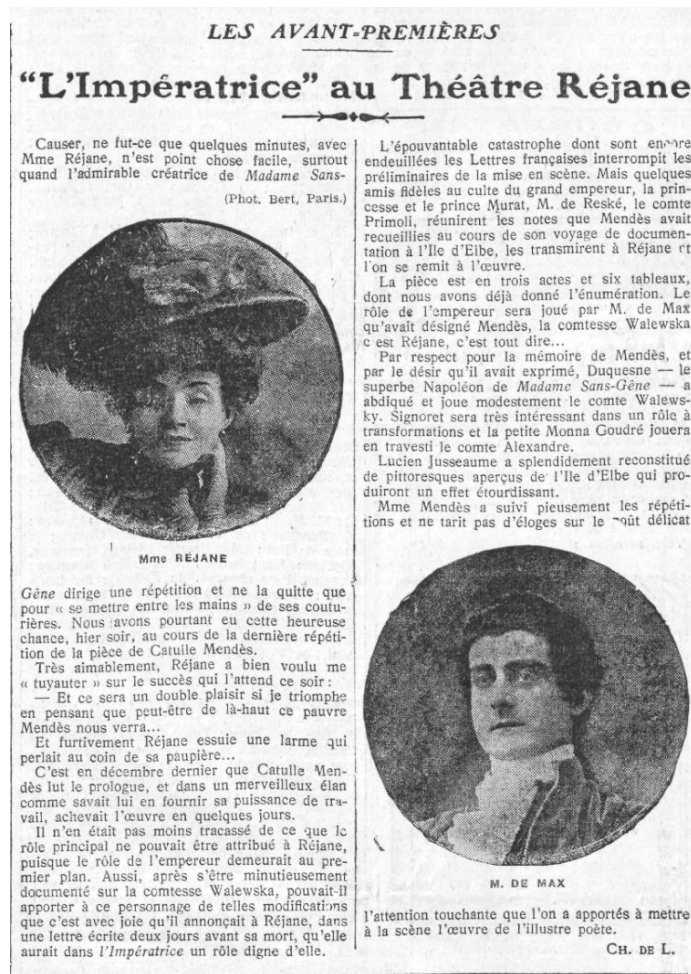 LES AVANT-PREMIÈRES
"L'Impératrice" au Théâtre Réjane
Causer, ne fut-ce que quelques minutes, avec
Mme Réjane, n'est point chose facile, surtout
quand l'admirable créatrice de Madame Sans-
(Phot. Bert, Paris.)
Mme RÉJANE
Gêne dirige une répétition et ne la quitte que
pour « se mettre entre les mains » de ses coutu-
rières. Nous avons pourtant eu cette heureuse
chance, hier soir, au cours de la dernière répéti-
tion de la pièce de Catulle Mendès.
Très aimablement, Réjane a bien voulu me
« tuyauter » sur le succès qui l'attend ce soir :
— Et ce sera un double plaisir si je triomphe
en pensant que peut-être de là-haut ce pauvre
Mendès nous verra...
Et furtivement Réjane essuie une larme qui
perlait au coin de sa paupière...
C'est en décembre dernier que Catulle Men-
dès lut le prologue, et dans un merveilleux élan
comme savait lui en fournir sa puissance de tra-
vail, achevait l'œuvre en quelques jours.
Il n'en était pas moins tracassé de ce que le
rôle principal ne pouvait être attribué à Réjane,
puisque le rôle de l'empereur demeurait au pre-
mier plan. Aussi, après s'être minutieusement
documenté sur la comtesse Walewska, pouvait-il
apporter à ce personnage de telles modifications
que c'est avec joie qu'il annonçait à Réjane, dans
une lettre écrite deux jours avant sa mort, qu'elle
aurait dans l'Impératrice un rôle digne d'elle.
L'épouvantable catastrophe dont sont encore
endeuillées les Lettres françaises interrompit les
préliminaires de la mise en scène. Mais quelques
amis fidèles au culte du grand empereur, la prin-
cesse et le prince Murat, M. de Reské, le comte
Primoli, réunirent les notes que Mendès avait
recueillies au cours de son voyage de documen-
tation à l'Ile d'Elbe, les transmirent à Réjane et
l'on se remit à l'œuvre.
La pièce est en trois actes et six tableaux,
dont nous avons déjà donné l'énumération. Le
rôle de l'empereur sera joué par M. de Max
qu'avait désigné Mendès, la comtesse Walewska
c'est Réjane, c'est tout dire...
Par respect pour la mémoire de Mendès, et
par le désir qu'il avait exprimé, Duquesne — le
superbe Napoléon de Madame Sans-Gêne — a
abdiqué et joue modestement le comte Walews-
ky. Signoret sera très intéressant dans un rôle à
transformations et la petite Monna Goudré jouera
en travesti le comte Alexandre.
Lucien Jusseaume a splendidement reconstitué
de pittoresques aperçus de l'Ile d'Elbe qui pro-
duiront un effet étourdissant.
Mme Mendès a suivi pieusement les répéti-
tions et ne tarit pas d'éloges sur le goût délicat
M. DE MAX
l'attention touchante que l'on a apportés à mettre
à la scène l'œuvre de l'illustre poète.
CH. DE L.